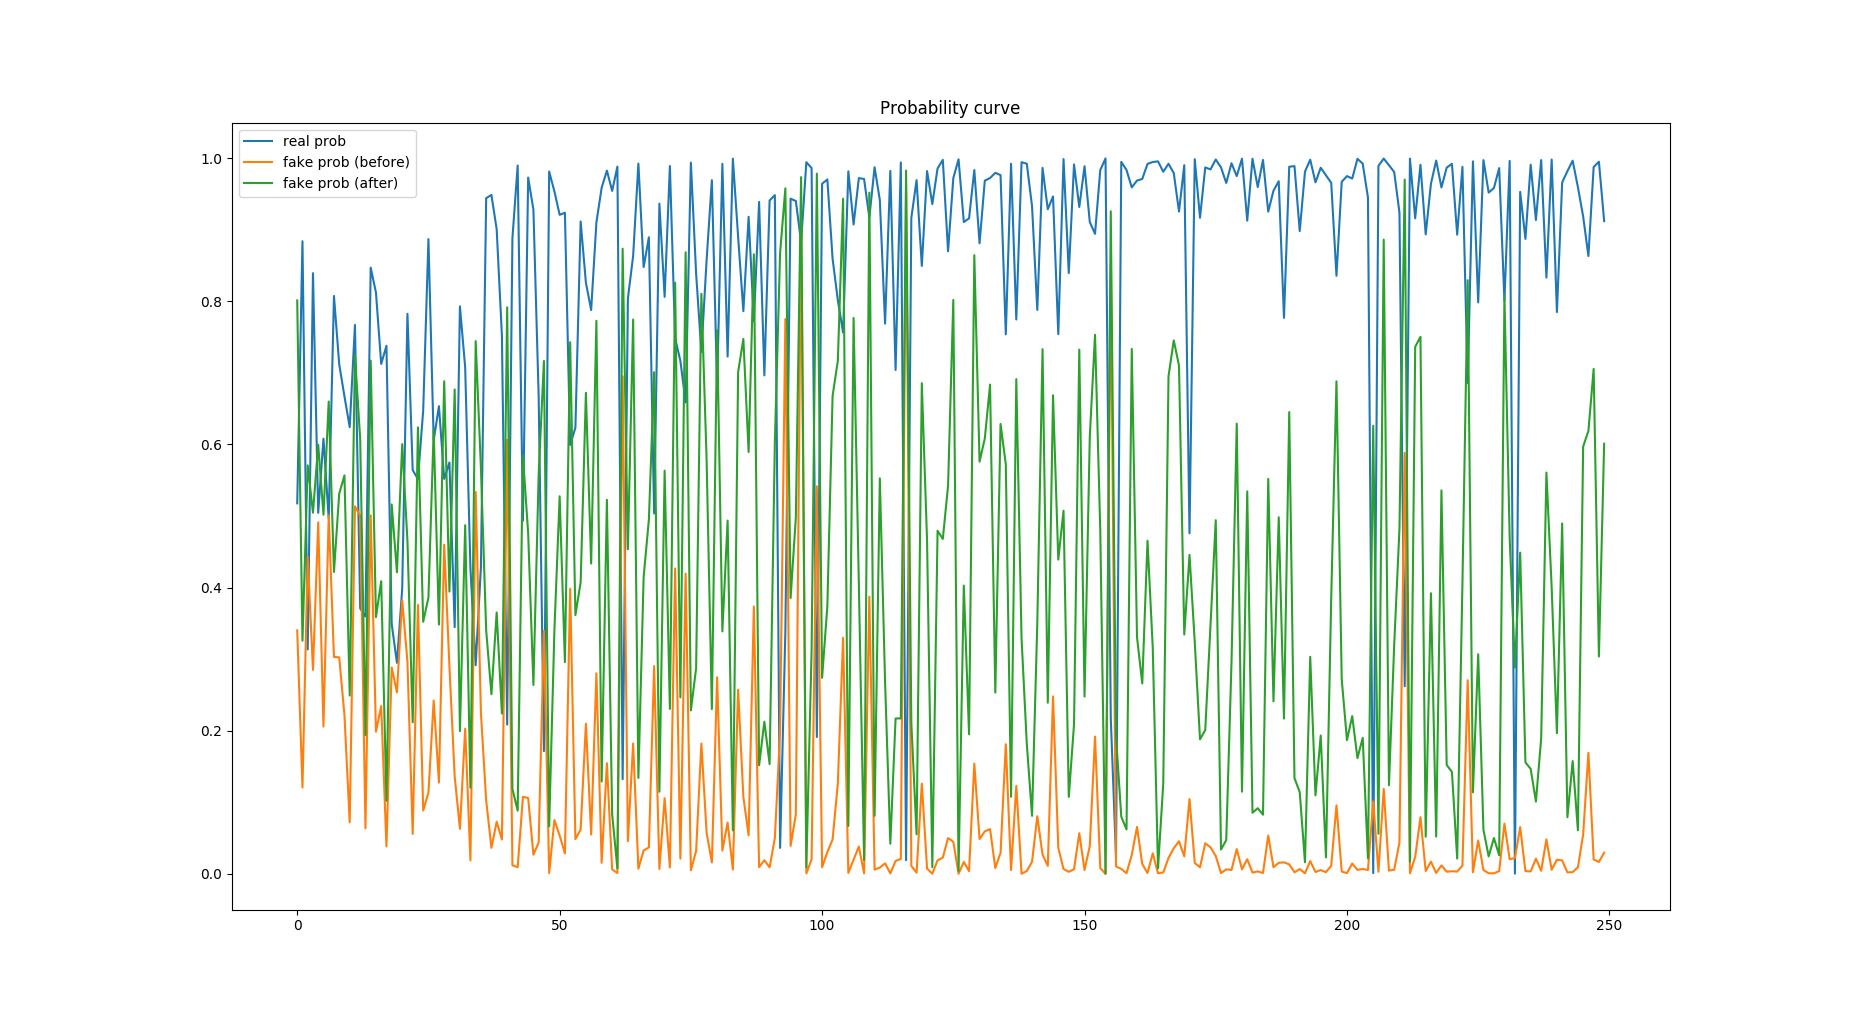 Probability curve
real prob
fake prob (before)
fake prob (after)
1.0
0.8
0.6
0.4
0.2
0.0
0 50 100 150 200 250